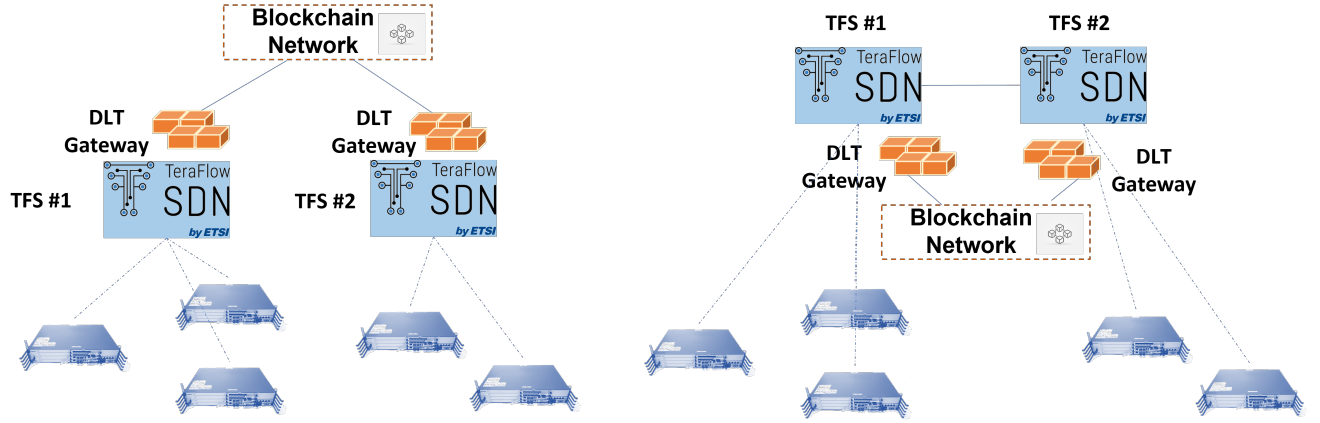 Blockchain
Network
DLT
Gateway
DLT
Gateway
TFS #1
TeraFlow
SDN
by ETSI
TFS #2
TeraFlow
SDN
by ETSI
TFS #1
TFS #2
TeraFlow
SDN
by ETSI
TeraFlow
SDN
by ETSI
DLT
Gateway
DLT
Gateway
Blockchain
Network